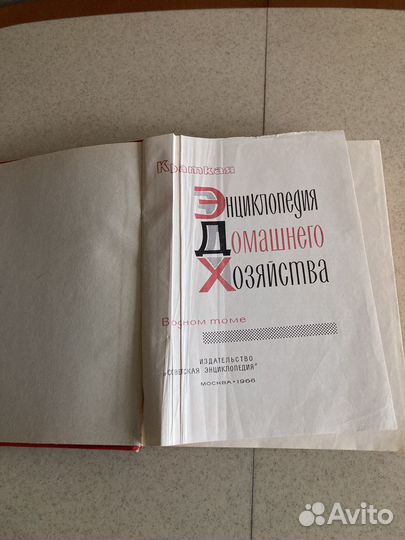 Краткая
Энциклопедия
Домашнего
Хозяйства
В одном томе
ИЗДАТЕЛЬСТВО
„СОВЕТСКАЯ ЭНЦИКЛОПЕДИЯ"
МОСКВА • 1966
Avito